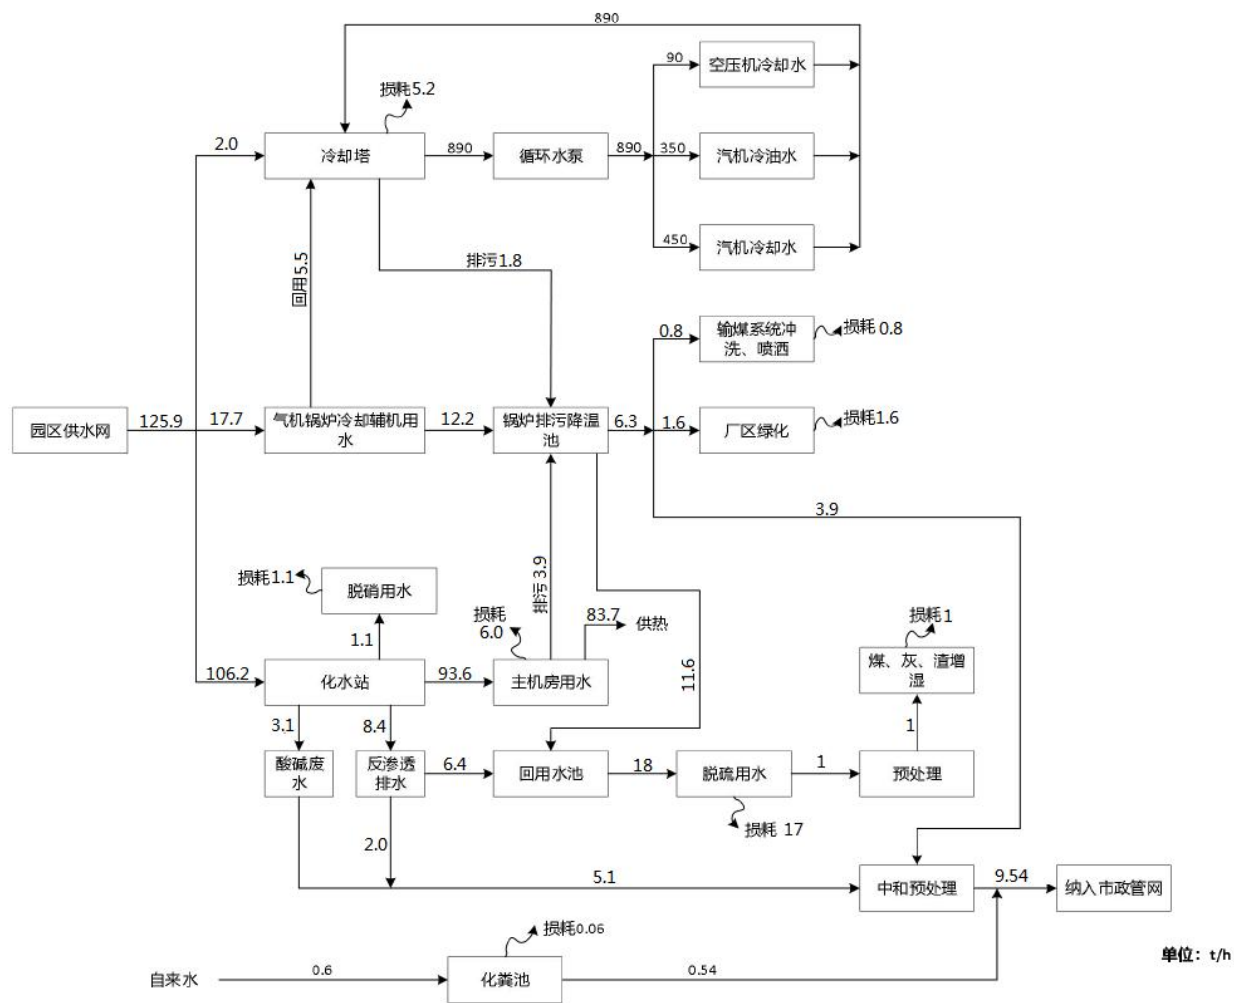 890
90
空压机冷却水
损耗5.2
2.0
冷却塔
890
循环水泵
890
350
汽机冷油水
450
汽机冷却水
回用5.5
排污1.8
0.8
输煤系统冲
洗、喷洒
损耗0.8
园区供水网
125.9
17.7
气机锅炉冷却辅机用
水
12.2
锅炉排污降温
池
6.3
1.6
厂区绿化
损耗1.6
3.9
损耗1.1
脱硝用水
排污3.9
损耗
6.0
83.7
供热
损耗1
1.1
11.6
煤、灰、渣增
湿
106.2
化水站
93.6
主机房用水
3.1
8.4
1
酸碱废
水
反渗透
排水
6.4
回用水池
18
脱硫用水
1
预处理
损耗 17
2.0
5.1
中和预处理
9.54
纳入市政管网
损耗0.06
自来水
0.6
化粪池
0.54
单位：t/h